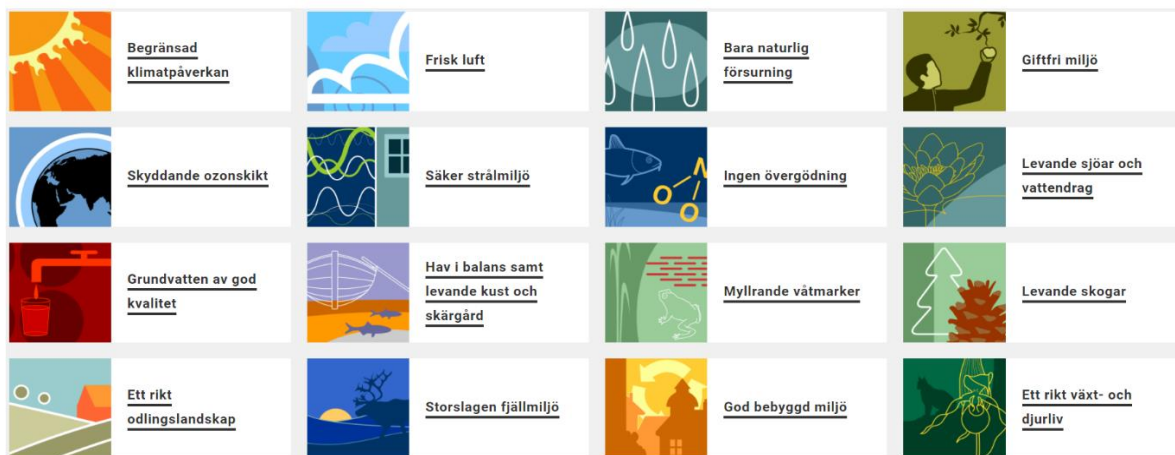 Begränsad
klimatpåverkan
Frisk luft
Bara naturlig
försurning
Giftfri miljö
Skyddande ozonskikt
Säker strålmiljö
Ingen övergödning
N
O
O
Levande sjöar och
vattendrag
Grundvatten av god
kvalitet
Hav i balans samt
levande kust och
skärgård
Myllrande våtmarker
Levande skogar
Ett rikt
odlingslandskap
Storslagen fjällmiljö
God bebyggd miljö
Ett rikt växt- och
djurliv